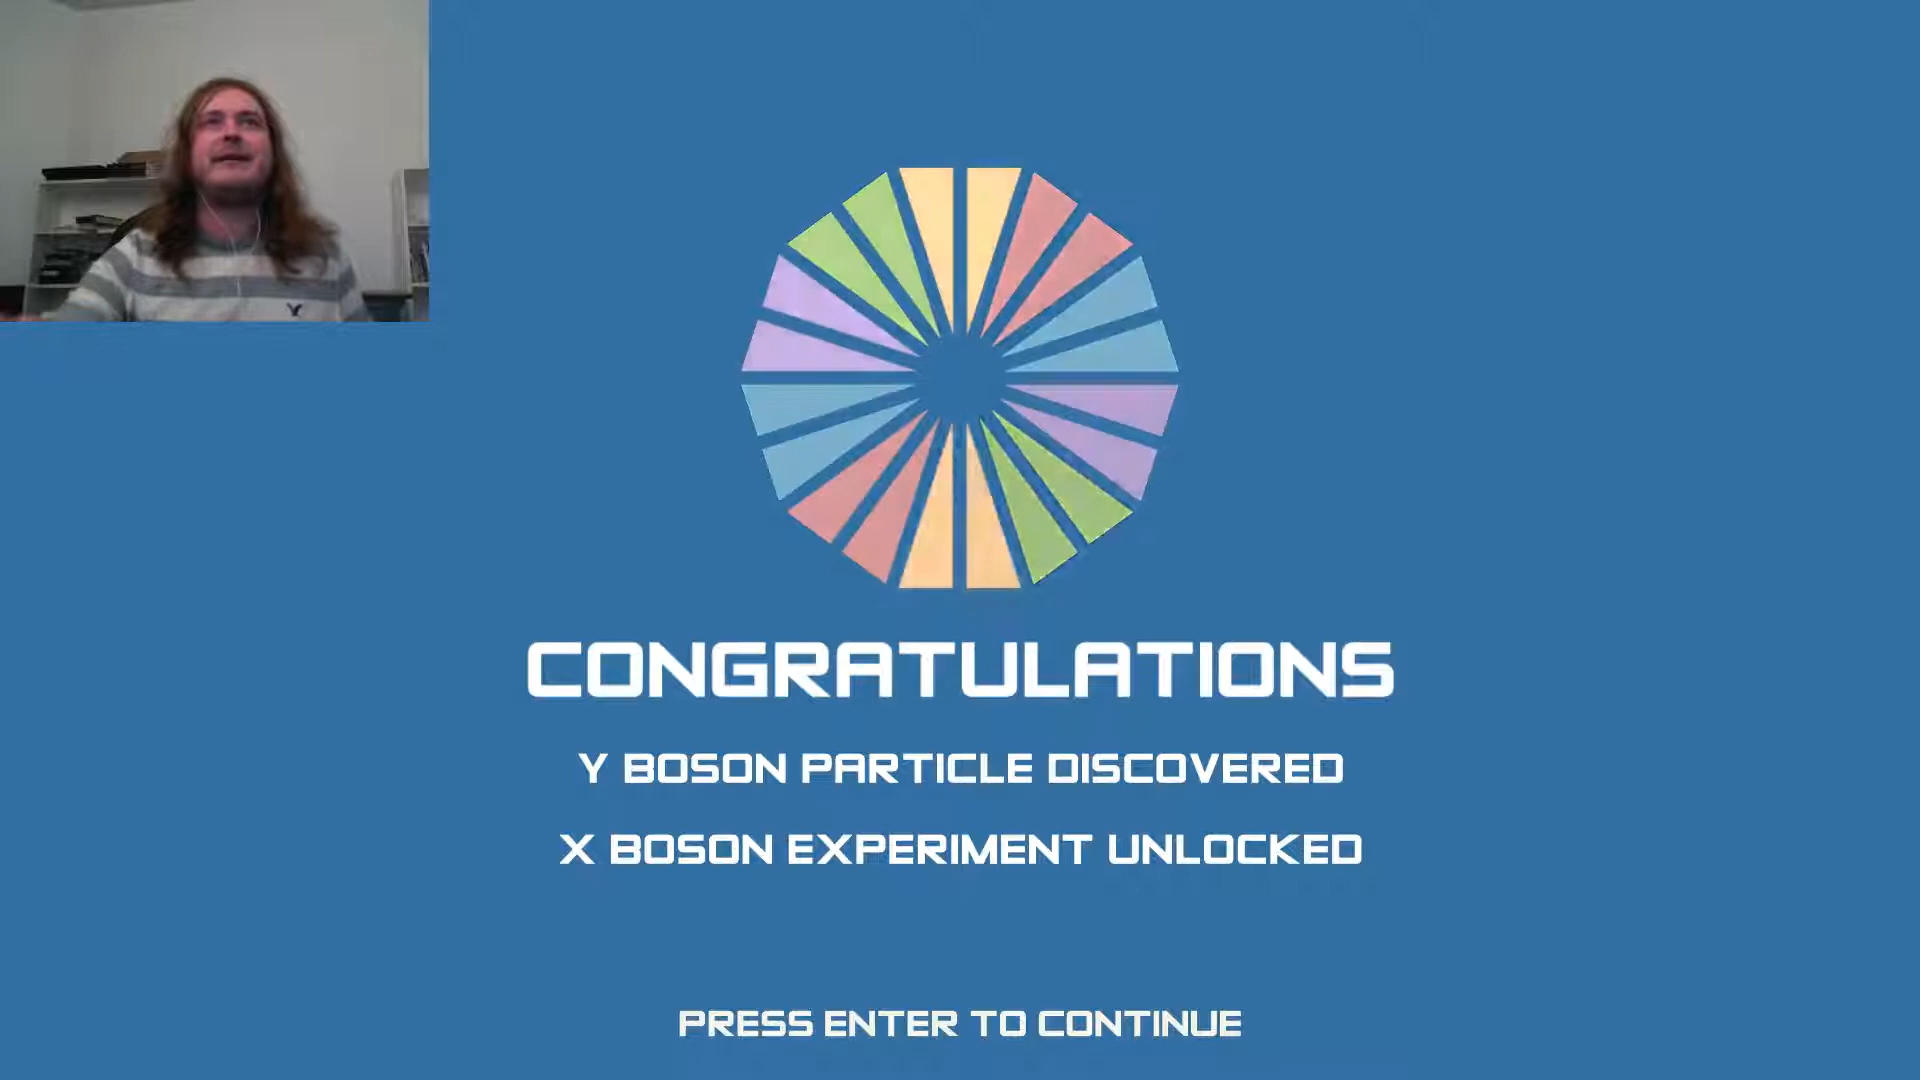 CONGRATULATIONS
Y BOSON PARTICLE DISCOVERED
X BOSON EXPERIMENT UNLOCKED
PRESS ENTER TO CONTINUE